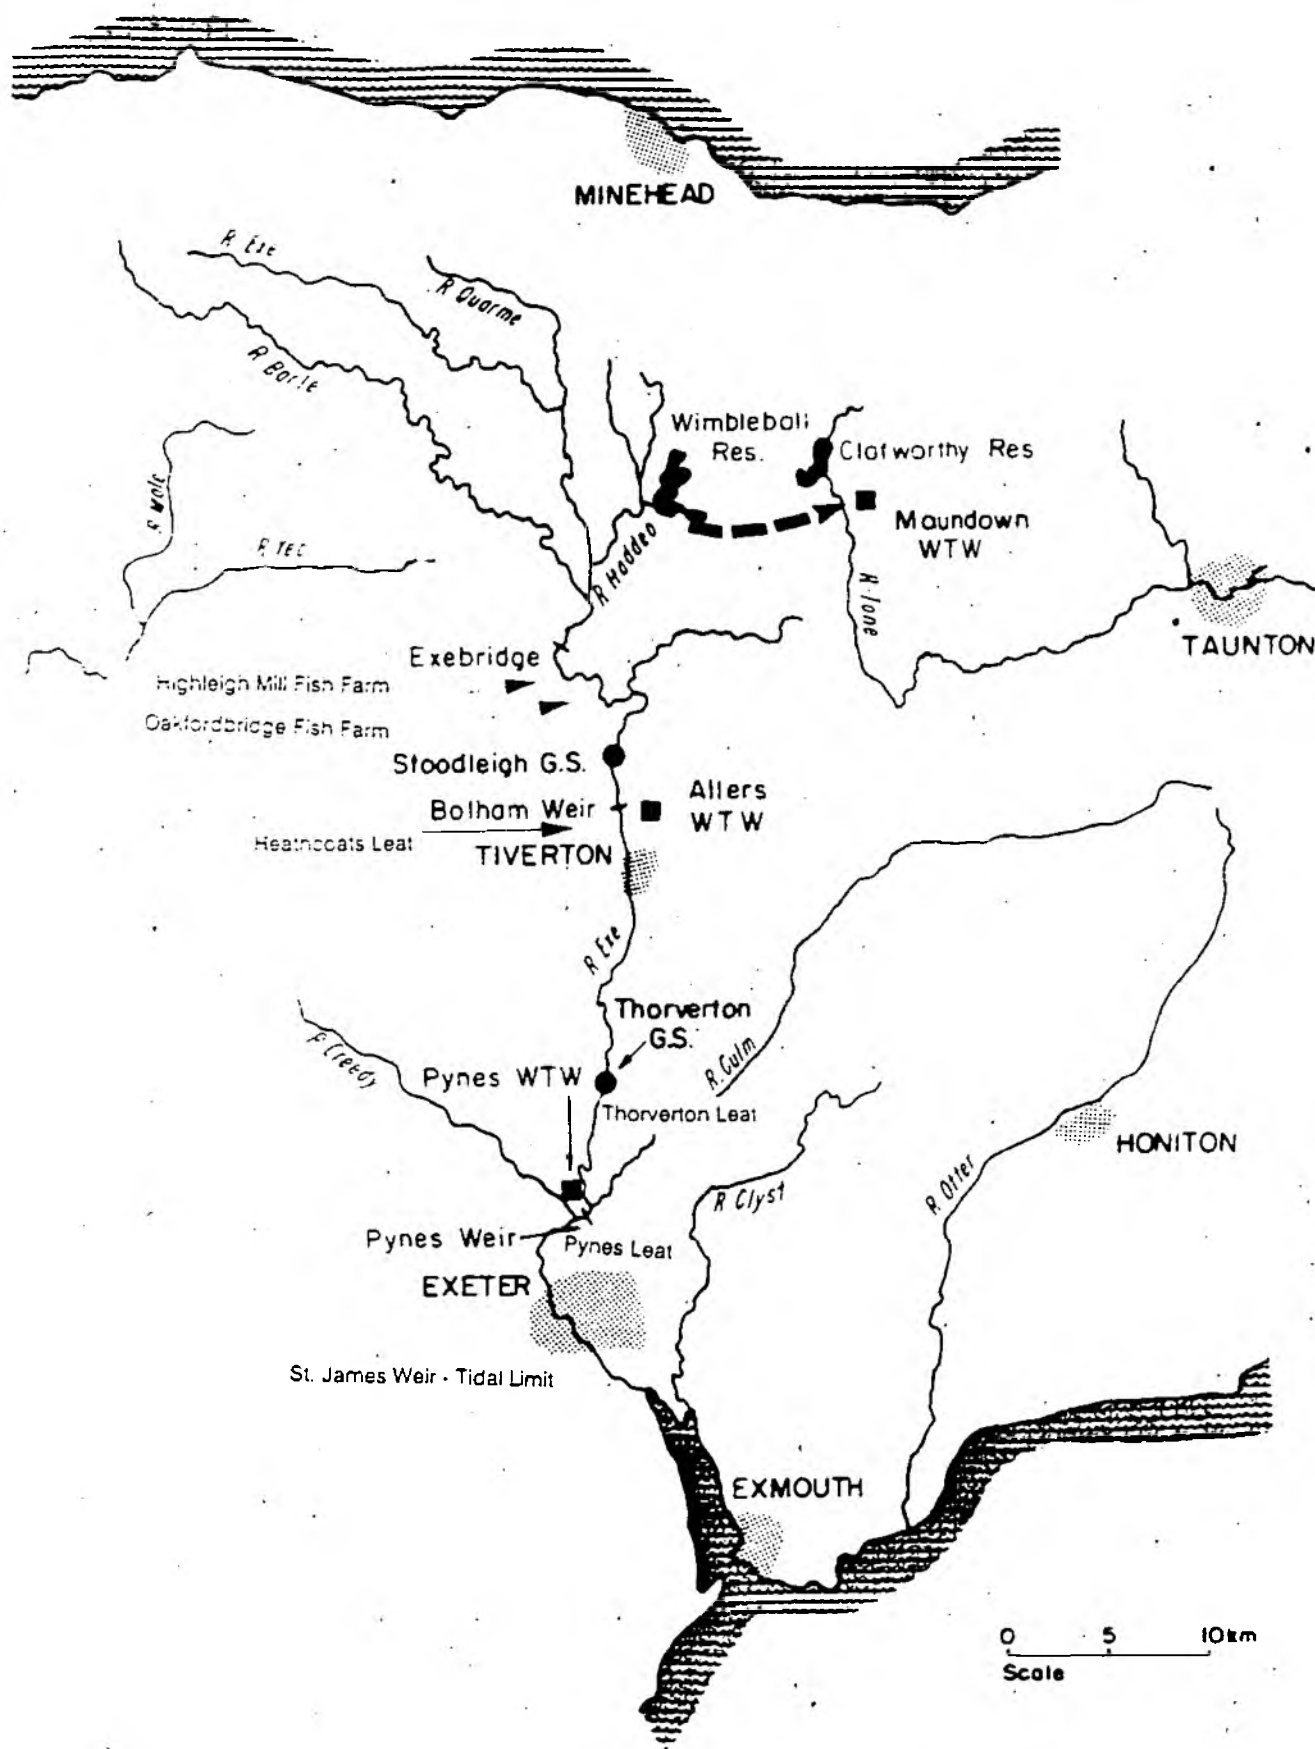 MINEHEAD
R Exe
R Quarme
R Barle
Wimbleball
Res.
Clatworthy Res
R Mole
Maundown
WTW
R Haddeo
R Tone
TAUNTON
Exebridge
Highleigh Mill Fish Farm
Oakfordbridge Fish Farm
Stoodleigh G.S.
Allers
WTW
Bolham Weir
Heathcoats Leat
TIVERTON
R Exe
Thorverton
G.S.
R Creedy
R. Culm
Pynes WTW
Thorverton Leat
HONITON
R. Otter
R Clyst
Pynes Weir
Pynes Leat
EXETER
St. James Weir - Tidal Limit
EXMOUTH
0 5 10km
Scale